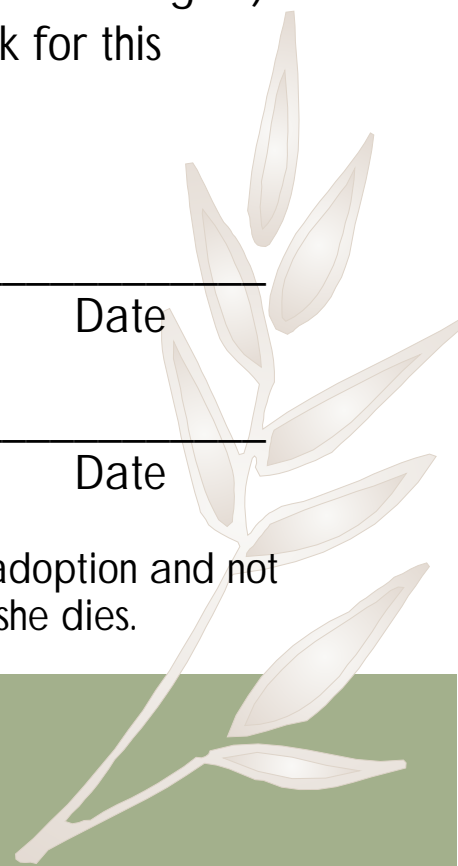 k for this
Date
Date
adoption and not
she dies.